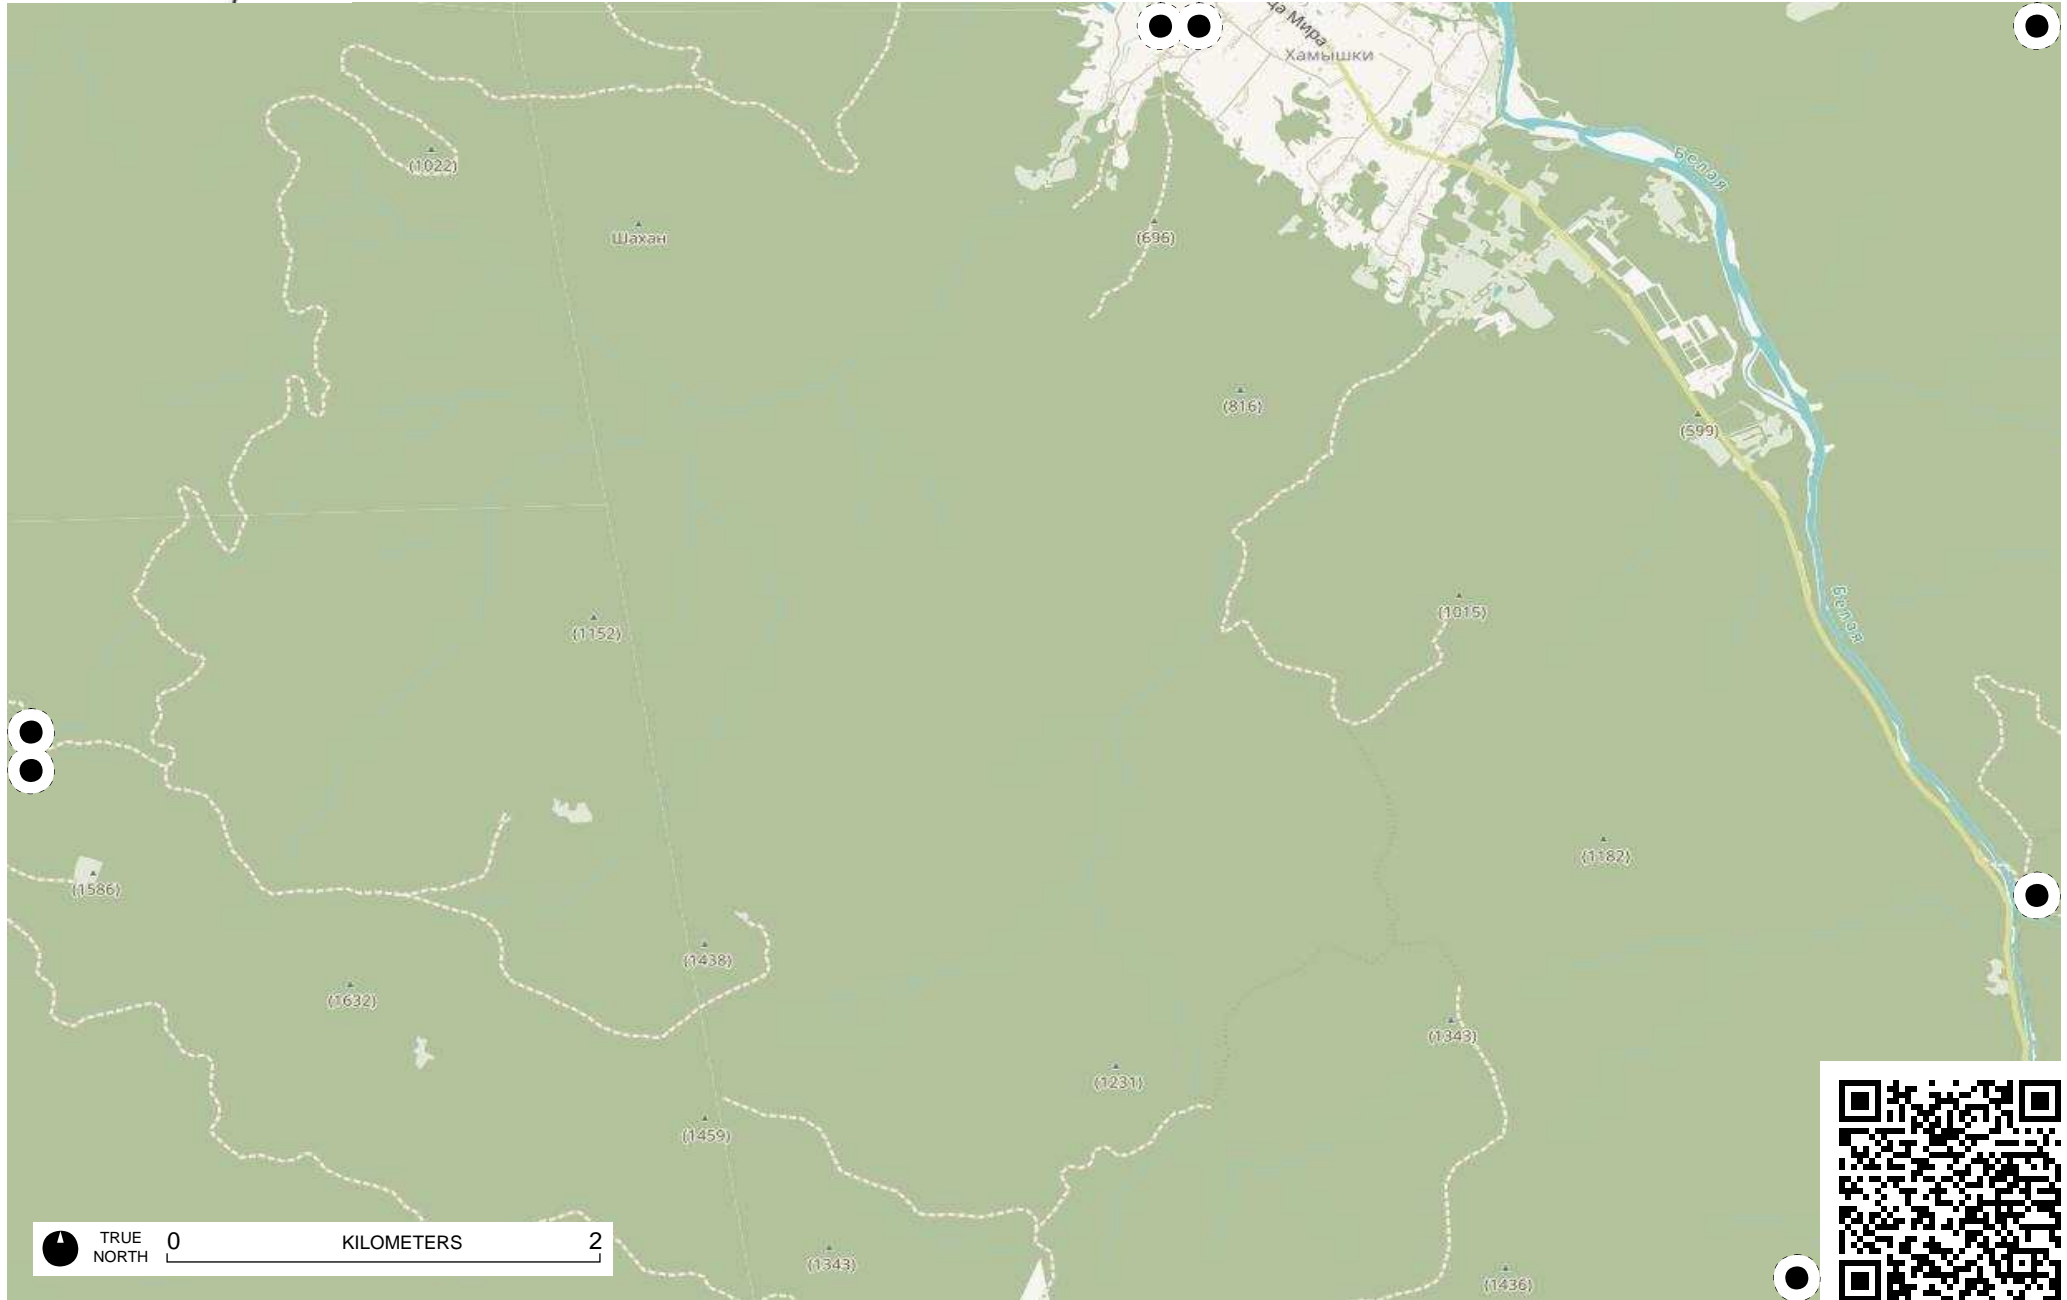 ца Мира
Хамышки
Белая
(1022)
Шахан
(696)
(816)
(599)
Белая
(1015)
(1152)
(1182)
(1586)
(1438)
(1632)
(1343)
(1231)
(1459)
TRUE
NORTH
0 KILOMETERS 2
(1343)
(1436)